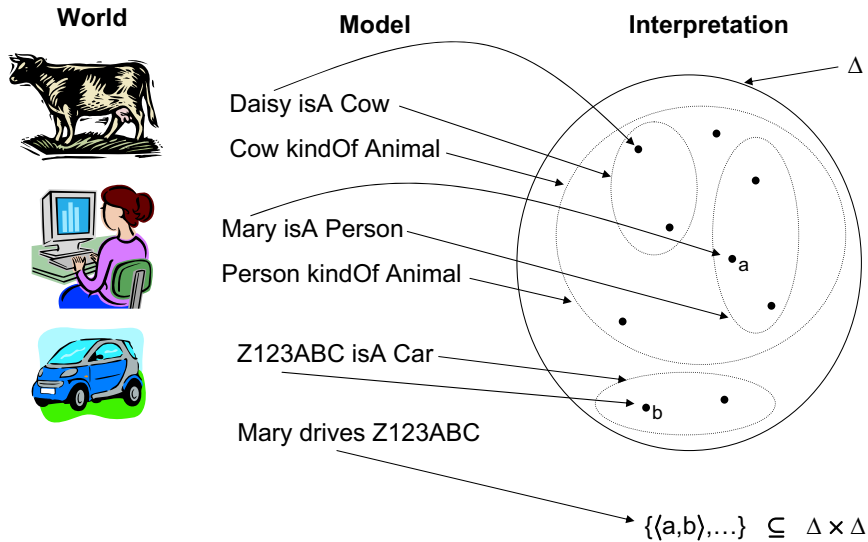 World
Model
Interpretation
Δ
Daisy isA Cow
Cow kindOf Animal
Mary isA Person
a
Person kindOf Animal
Z123ABC isA Car
b
Mary drives Z123ABC
{⟨a,b⟩,…} ⊆ Δ × Δ